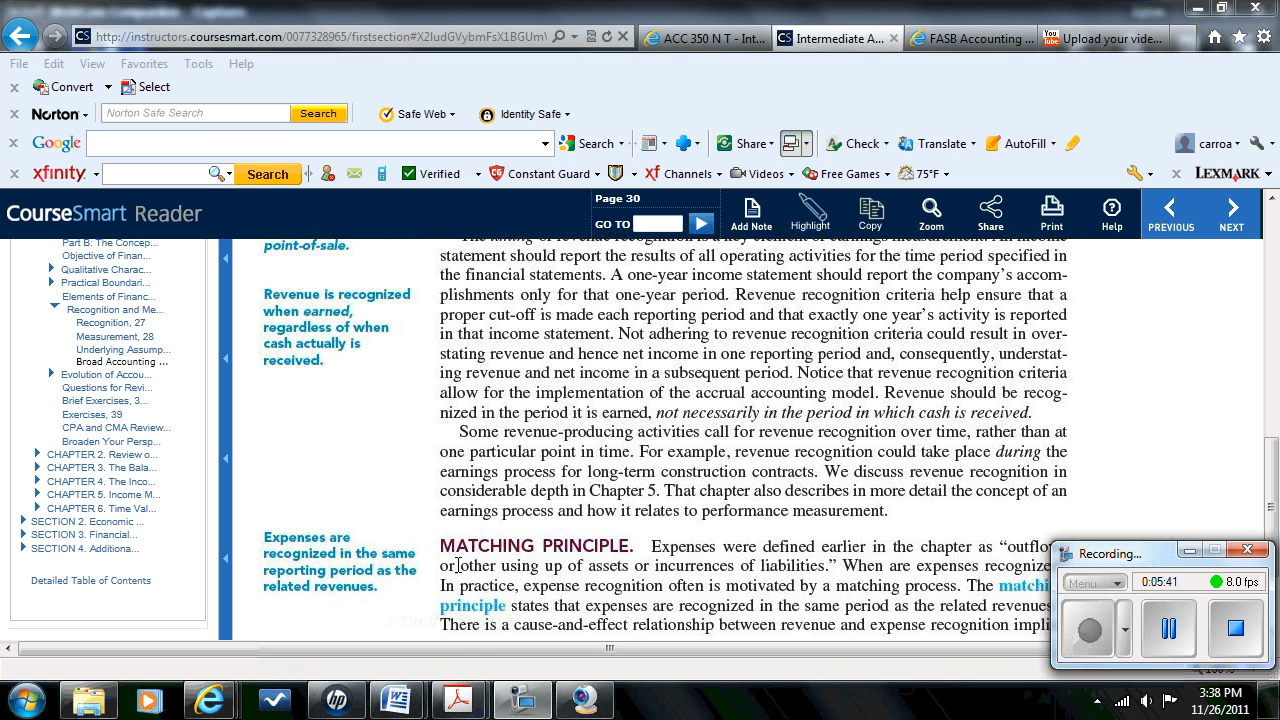 http://instructors.coursesmart.com/0077328965/firstsection#X2ludGVybmFsX1BGUm
ACC 350 N T - Int...
Intermediate A...
FASB Accounting ...
Upload your vide...
File Edit View Favorites Tools Help
Convert Select
Norton Norton Safe Search Search Safe Web Identity Safe
Google Search Share Check Translate AutoFill carroa
xfinity Search Verified Constant Guard Channels Videos Free Games 75°F LEXMARK
CourseSmart Reader
Page 30
GO TO
Add Note Highlight Copy Zoom Share Print Help PREVIOUS NEXT
Part B: The Concep...
Objective of Finan...
Qualitative Charac...
Practical Boundari...
Elements of Financ...
Recognition and Me...
Recognition, 27
Measurement, 28
Underlying Assump...
Broad Accounting ...
Evolution of Accou...
Questions for Revi...
Brief Exercises, 3...
Exercises, 39
CPA and CMA Review...
Broaden Your Persp...
CHAPTER 2. Review o...
CHAPTER 3. The Bala...
CHAPTER 4. The Inco...
CHAPTER 5. Income M...
CHAPTER 6. Time Val...
SECTION 2. Economic ...
SECTION 3. Financial...
SECTION 4. Additiona...
Detailed Table of Contents
point-of-sale.
Revenue is recognized
when earned,
regardless of when
cash actually is
received.
Expenses are
recognized in the same
reporting period as the
related revenues.
The timing of revenue recognition is a key element of earnings measurement. An income
statement should report the results of all operating activities for the time period specified in
the financial statements. A one-year income statement should report the company's accom-
plishments only for that one-year period. Revenue recognition criteria help ensure that a
proper cut-off is made each reporting period and that exactly one year's activity is reported
in that income statement. Not adhering to revenue recognition criteria could result in over-
stating revenue and hence net income in one reporting period and, consequently, understat-
ing revenue and net income in a subsequent period. Notice that revenue recognition criteria
allow for the implementation of the accrual accounting model. Revenue should be recog-
nized in the period it is earned, not necessarily in the period in which cash is received.
Some revenue-producing activities call for revenue recognition over time, rather than at
one particular point in time. For example, revenue recognition could take place during the
earnings process for long-term construction contracts. We discuss revenue recognition in
considerable depth in Chapter 5. That chapter also describes in more detail the concept of an
earnings process and how it relates to performance measurement.
MATCHING PRINCIPLE. Expenses were defined earlier in the chapter as “outflo
or other using up of assets or incurrences of liabilities.” When are expenses recognize
In practice, expense recognition often is motivated by a matching process. The matchi
principle states that expenses are recognized in the same period as the related revenues.
There is a cause-and-effect relationship between revenue and expense recognition impli
Recording...
Menu 0:05:41 8.0 fps
3:38 PM
11/26/2011